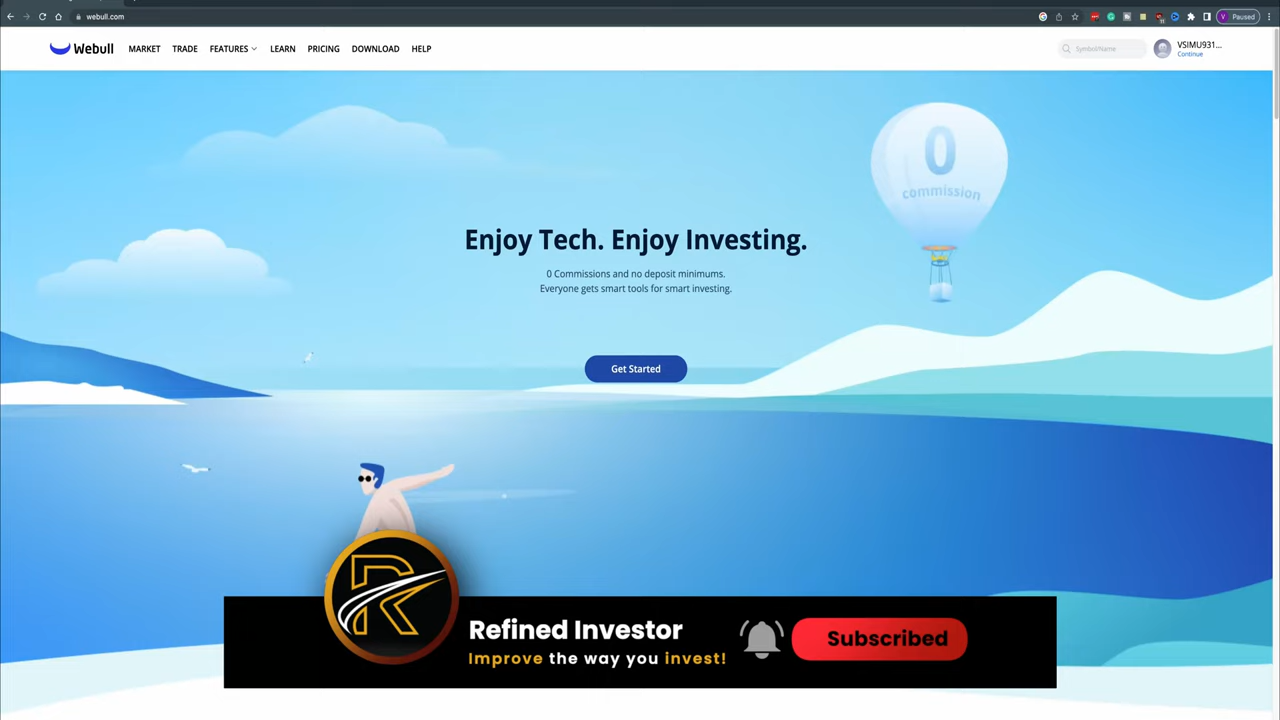 webull.com
Paused
Webull MARKET TRADE FEATURES LEARN PRICING DOWNLOAD HELP
Symbol/Name
VSIMU931...
Continue
0
commission
Enjoy Tech. Enjoy Investing.
0 Commissions and no deposit minimums.
Everyone gets smart tools for smart investing.
Get Started
R
Refined Investor
Improve the way you invest!
Subscribed